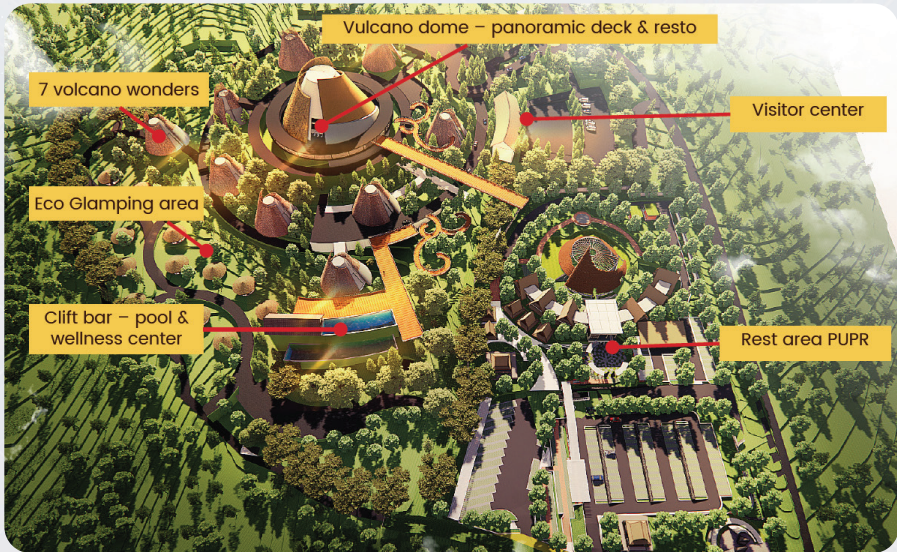 Vulcano dome – panoramic deck & resto
7 volcano wonders
Visitor center
Eco Glamping area
Clift bar – pool &
wellness center
Rest area PUPR